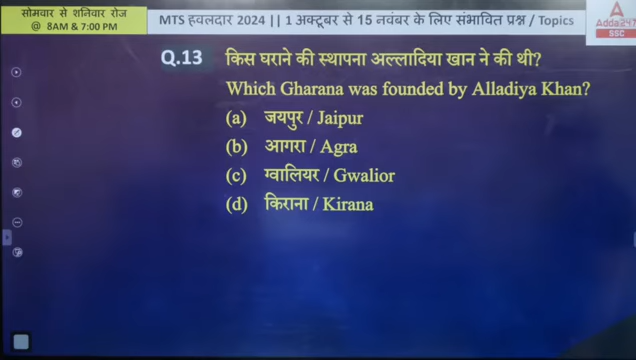 सोमवार से शनिवार रोज
@ 8AM & 7:00 PM
MTS हवलदार 2024 || 1 अक्टूबर से 15 नवंबर के लिए संभावित प्रश्न / Topics
A
Adda247
SSC
Q.13 किस घराने की स्थापना अल्लादिया खान ने की थी?
Which Gharana was founded by Alladiya Khan?
(a) जयपुर / Jaipur
(b) आगरा / Agra
(c) ग्वालियर / Gwalior
(d) किराना / Kirana